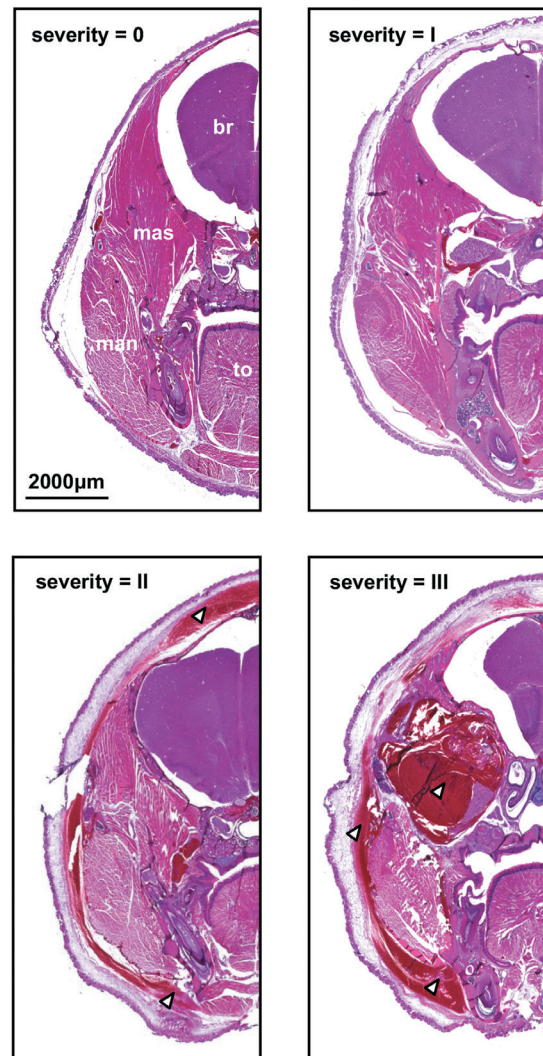 severity = 0
br
mas
man
to
2000µm
severity = I
severity = II
severity = III